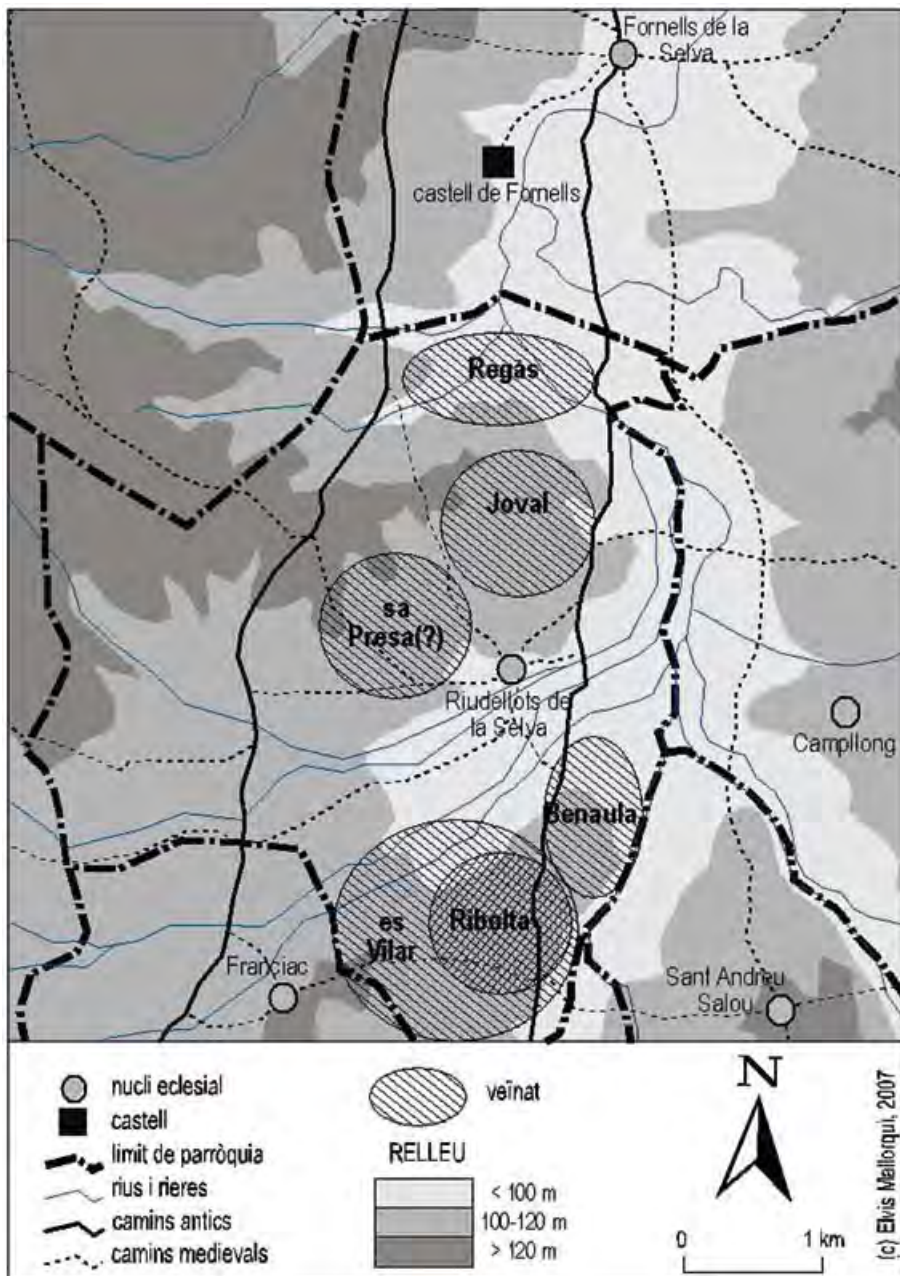 Fornells de la
Selva
castell de Fornells
Regàs
Joval
sa
Presa(?)
Riudellots de
la Selva
Campllong
Benaula
es
Vilar
Ribolta
Franciac
Sant Andreu
Salou
nucli eclesial
castell
límit de parròquia
rius i rieres
camins antics
camins medievals
veïnat
RELLEU
< 100 m
100-120 m
> 120 m
N
0 1 km
(c) Elvis Mallorquí, 2007